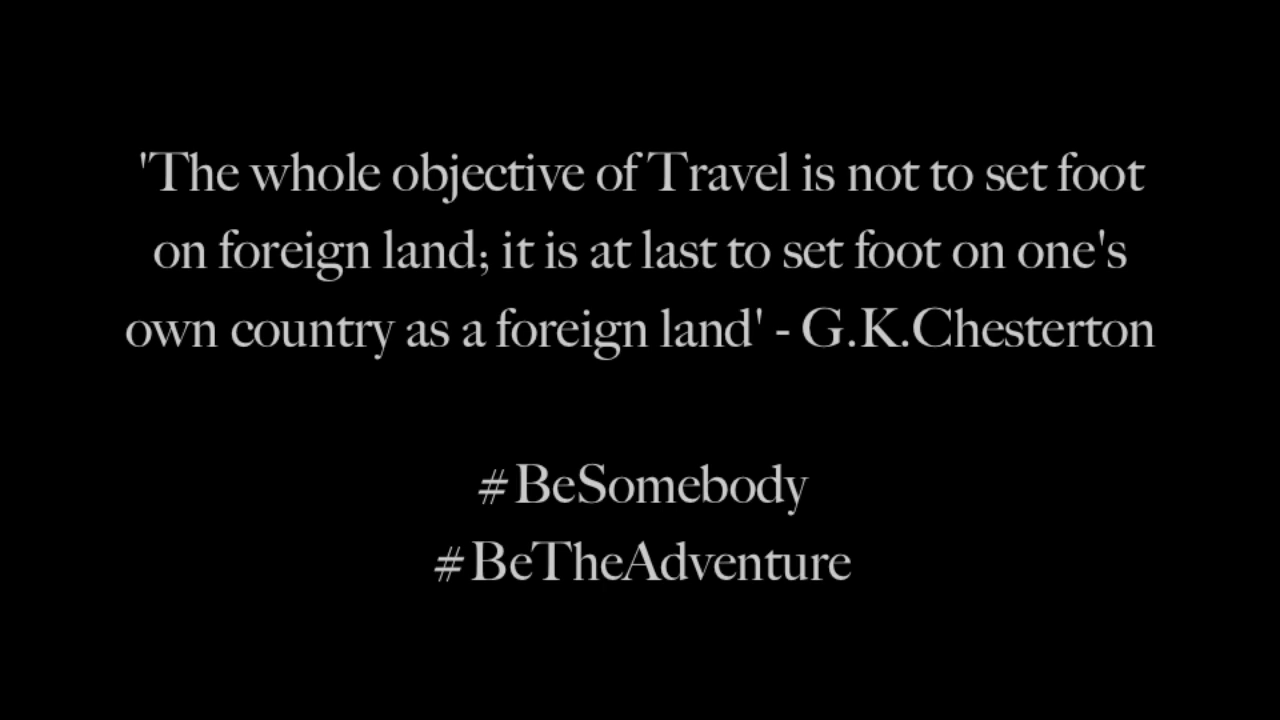 'The whole objective of Travel is not to set foot
on foreign land; it is at last to set foot on one's
own country as a foreign land' - G.K.Chesterton
#BeSomebody
#BeTheAdventure